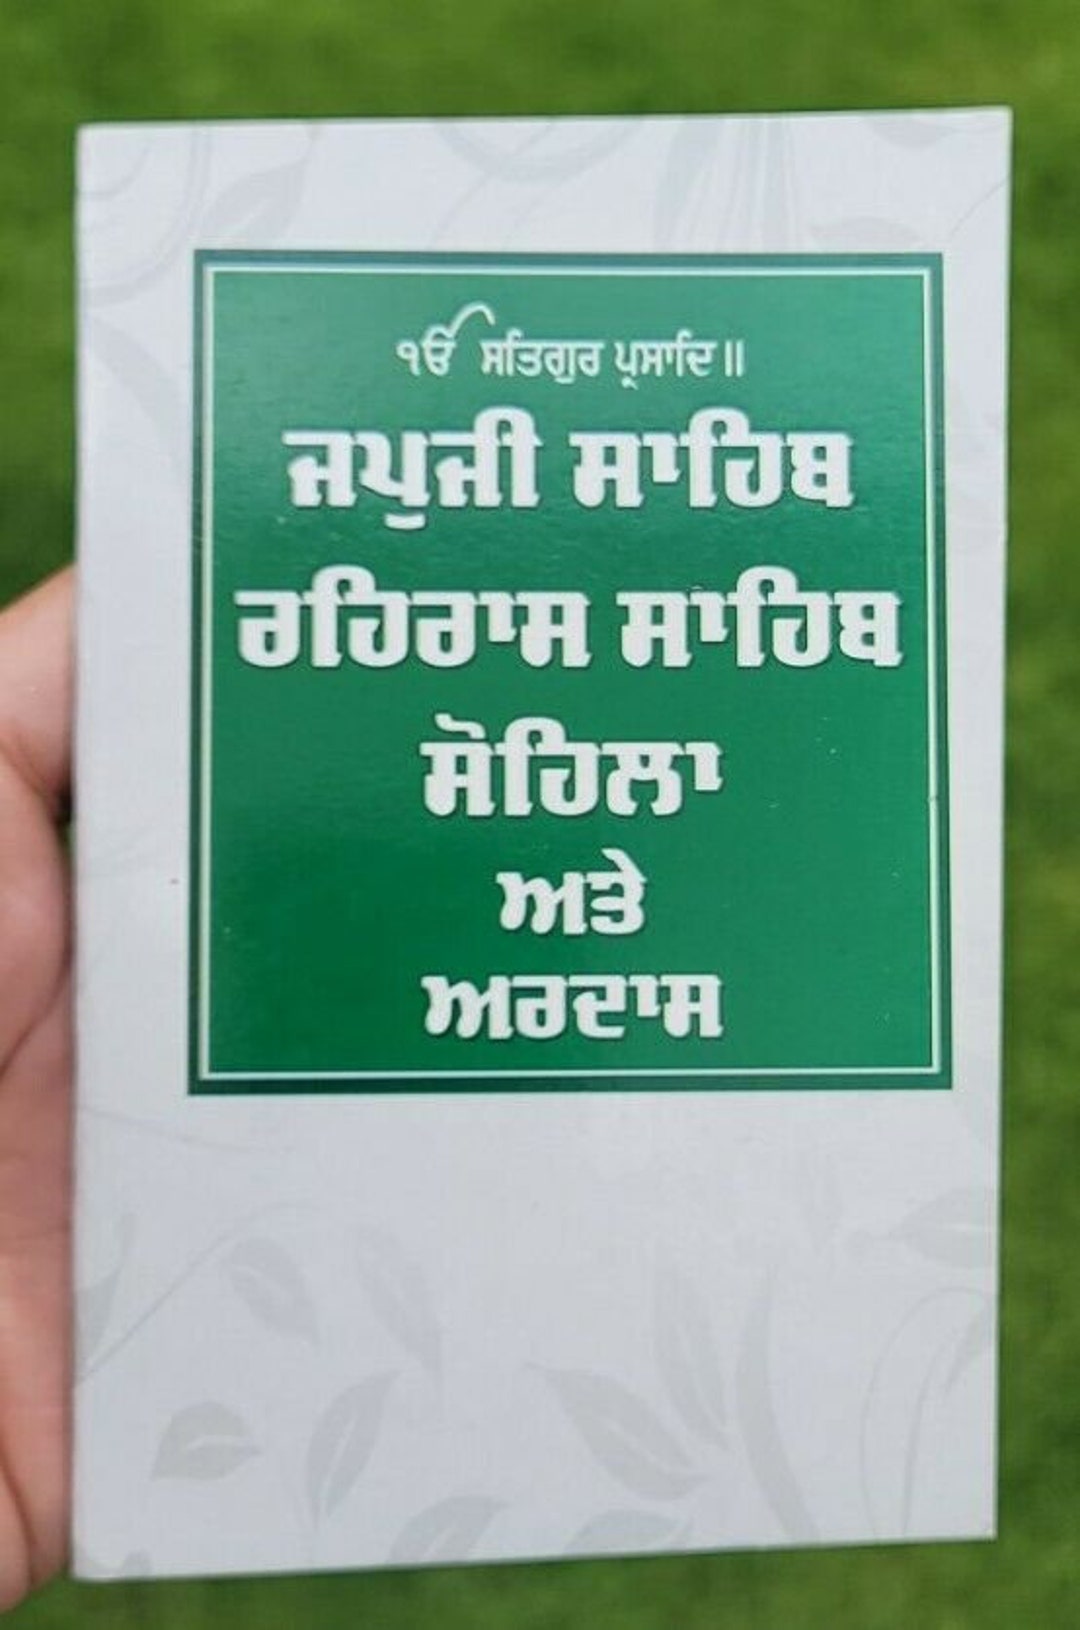 ੴ ਸਤਿਗੁਰ ਪ੍ਰਸਾਦਿ॥
ਜਪੁਜੀ ਸਾਹਿਬ
ਰਹਿਰਾਸ ਸਾਹਿਬ
ਸੋਹਿਲਾ
ਅਤੇ
ਅਰਦਾਸ